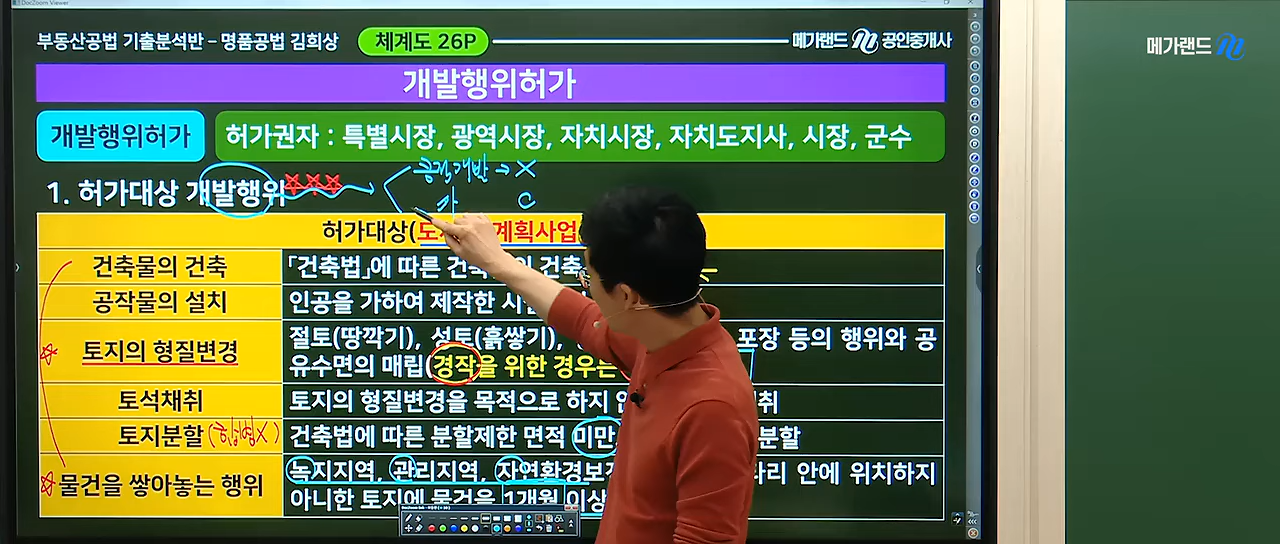 DocZoom Viewer
부동산공법 기출분석반 – 명품공법 김희상
체계도 26P
메가랜드 공인중개사
메가랜드
개발행위허가
개발행위허가
허가권자 : 특별시장, 광역시장, 자치시장, 자치도지사, 시장, 군수
→ X
1. 허가대상 개발행위
허가대상(도 계획사업
건축물의 건축
「건축법」에 따른 건 의 건축
공작물의 설치
인공을 가하여 제작한 시
토지의 형질변경
절토(땅깍기), 성토(흙쌓기), 포장 등의 행위와 공
유수면의 매립(경작을 위한 경우는
토석채취
토지의 형질변경을 목적으로 하지 취
토지분할
건축법에 따른 분할제한 면적 미만 분할
물건을 쌓아놓는 행위
녹지지역, 관리지역, 자연환경보 리 안에 위치하지
아니한 토지에 물건을 1개월 이상